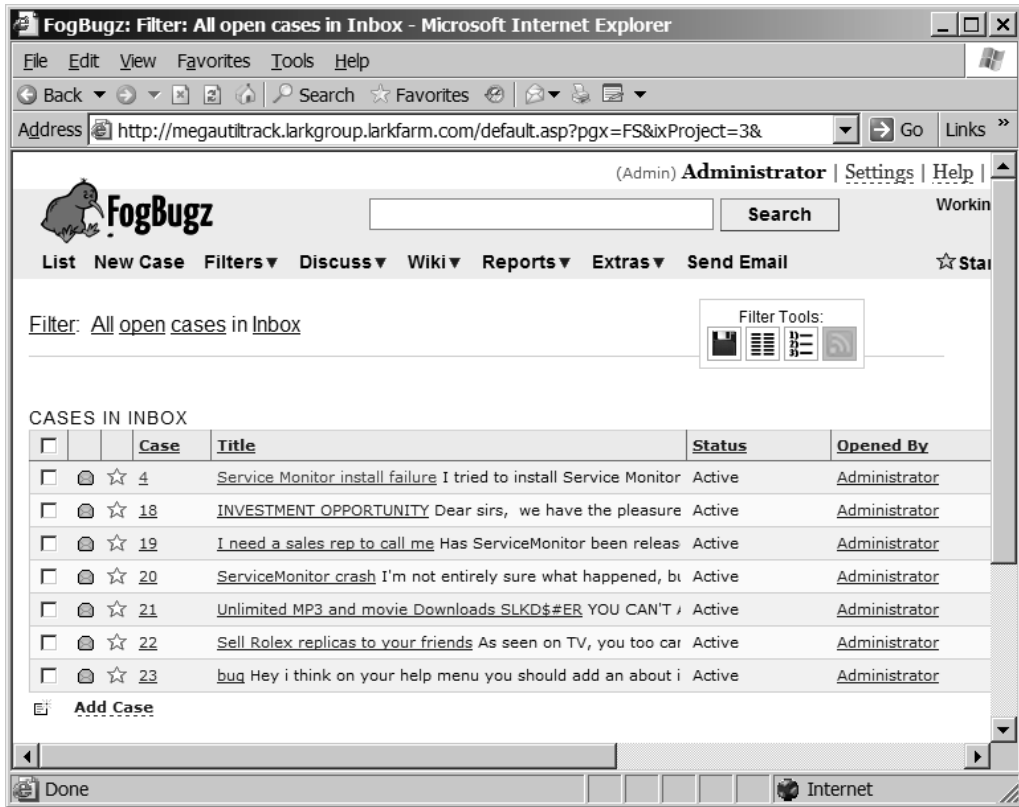 FogBugz: Filter: All open cases in Inbox - Microsoft Internet Explorer
File Edit View Favorites Tools Help
Back Search Favorites
Address http://megautiltrack.larkgroup.larkfarm.com/default.asp?pgx=FS&ixProject=3& Go Links »
(Admin) Administrator | Settings | Help |
FogBugz Search Workin
List New Case Filters▼ Discuss▼ Wiki▼ Reports▼ Extras▼ Send Email ☆Star
Filter: All open cases in Inbox
Filter Tools:
CASES IN INBOX
Case Title Status Opened By
4 Service Monitor install failure I tried to install Service Monitor Active Administrator
18 INVESTMENT OPPORTUNITY Dear sirs, we have the pleasure Active Administrator
19 I need a sales rep to call me Has ServiceMonitor been releas Active Administrator
20 ServiceMonitor crash I'm not entirely sure what happened, bu Active Administrator
21 Unlimited MP3 and movie Downloads SLKD$#ER YOU CAN'T Active Administrator
22 Sell Rolex replicas to your friends As seen on TV, you too can Active Administrator
23 bug Hey i think on your help menu you should add an about i Active Administrator
Add Case
Done Internet